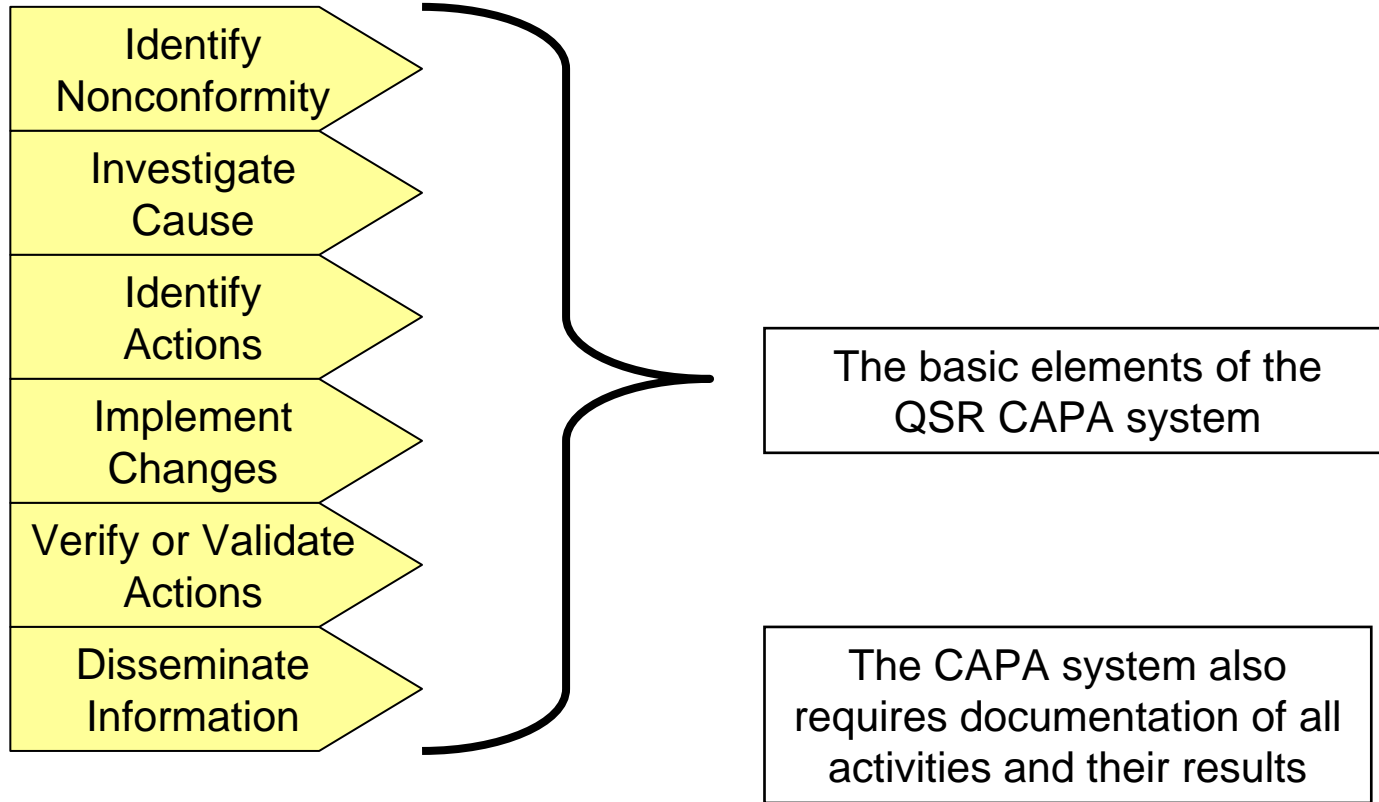 Identify
Nonconformity
Investigate
Cause
Identify
Actions
Implement
Changes
Verify or Validate
Actions
Disseminate
Information
The basic elements of the
QSR CAPA system
The CAPA system also
requires documentation of all
activities and their results